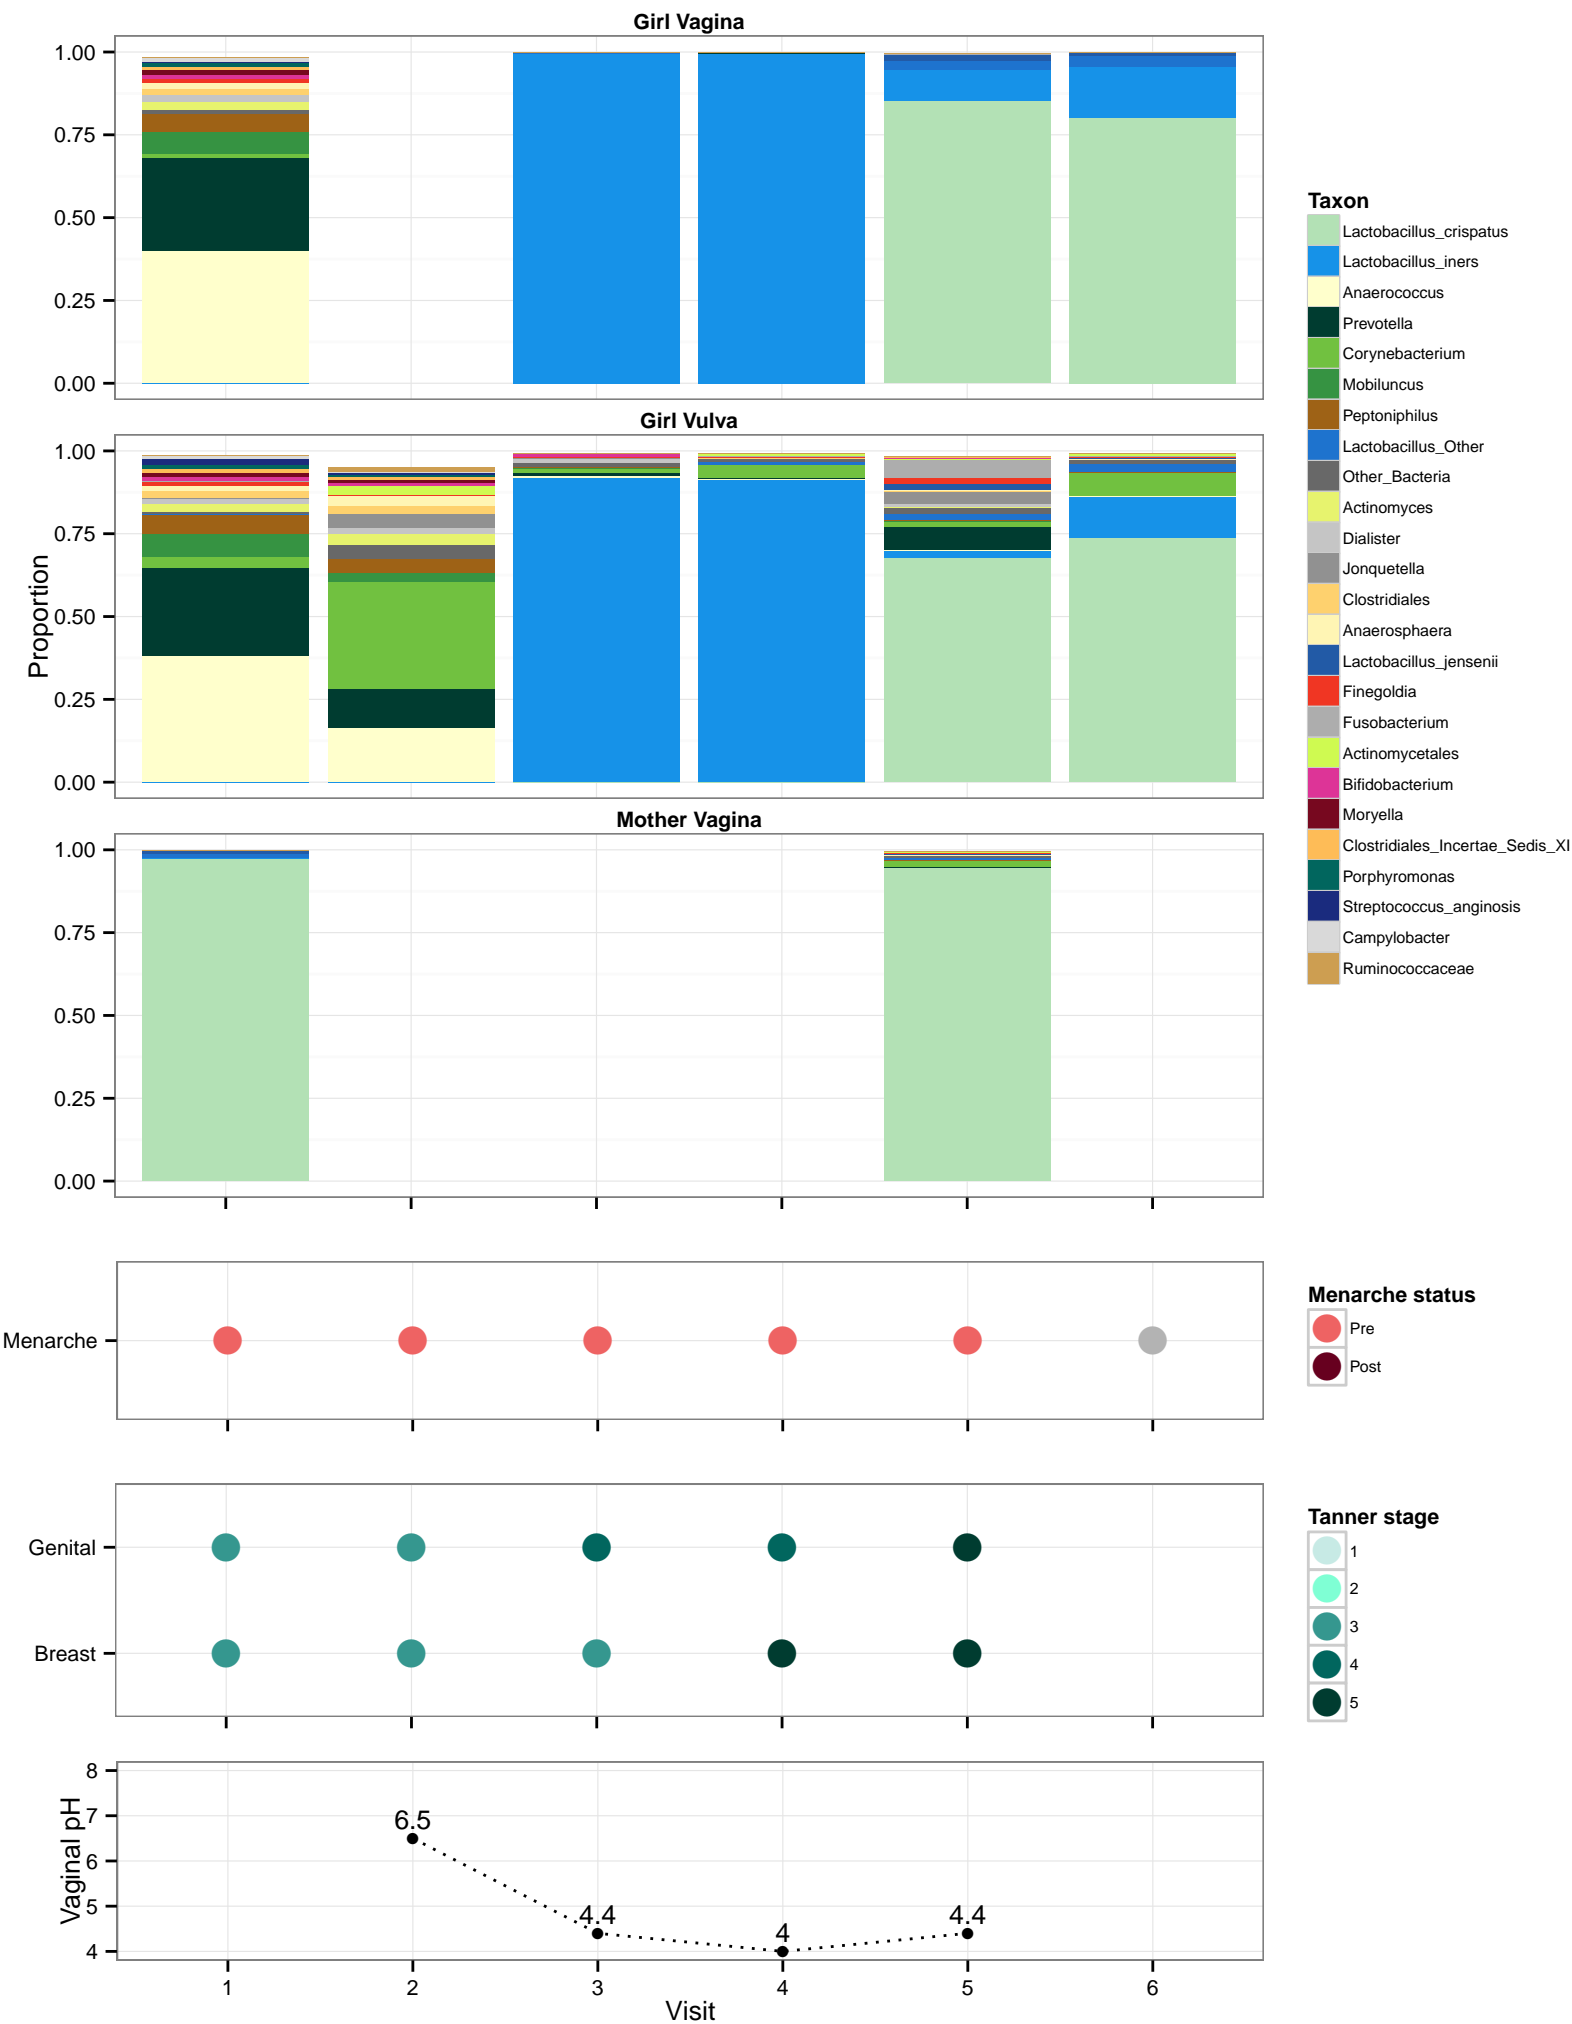 Girl Vagina
1.00
0.75
0.50
0.25
0.00
Girl Vulva
1.00
0.75
0.50
0.25
0.00
Proportion
Mother Vagina
1.00
0.75
0.50
0.25
0.00
Taxon
Lactobacillus_crispatus
Lactobacillus_iners
Anaerococcus
Prevotella
Corynebacterium
Mobiluncus
Peptoniphilus
Lactobacillus_Other
Other_Bacteria
Actinomyces
Dialister
Jonquetella
Clostridiales
Anaerosphaera
Lactobacillus_jensenii
Finegoldia
Fusobacterium
Actinomycetales
Bifidobacterium
Moryella
Clostridiales_Incertae_Sedis_XI
Porphyromonas
Streptococcus_anginosis
Campylobacter
Ruminococcaceae
Menarche
Menarche status
Pre
Post
Genital
Breast
Tanner stage
1
2
3
4
5
Vaginal pH
8
7
6
5
4
6.5
4.4
4
4.4
1 2 3 4 5 6
Visit